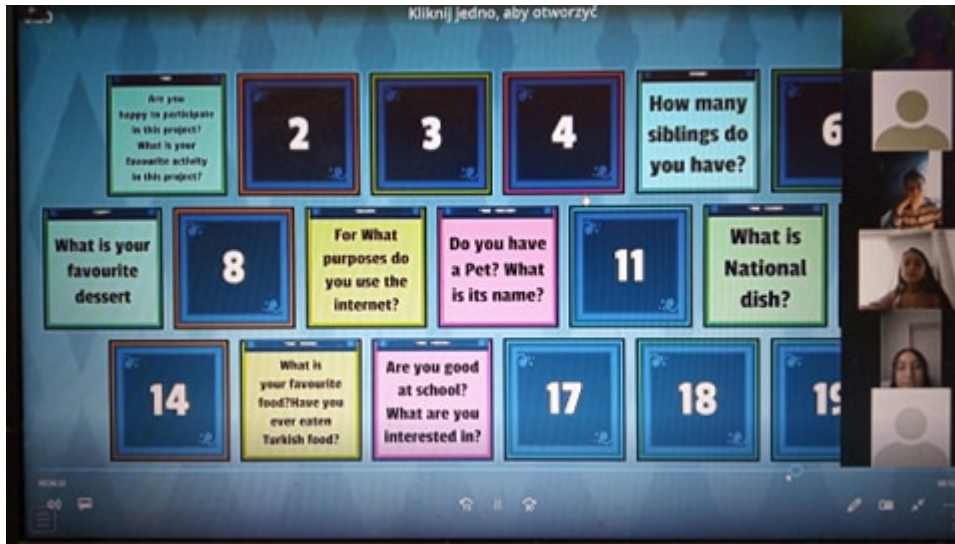 Kliknij jedno, aby otworzyć
Are you
happy to participate
in this project?
What is your
favourite activity
in this project?
2
3
4
How many
siblings do
you have?
6
What is your
favourite
dessert
8
For What
purposes do
you use the
internet?
Do you have
a Pet? What
is its name?
11
What is
National
dish?
14
What is
your favourite
food?Have you
ever eaten
Turkish food?
Are you good
at school?
What are you
interested in?
17
18
19